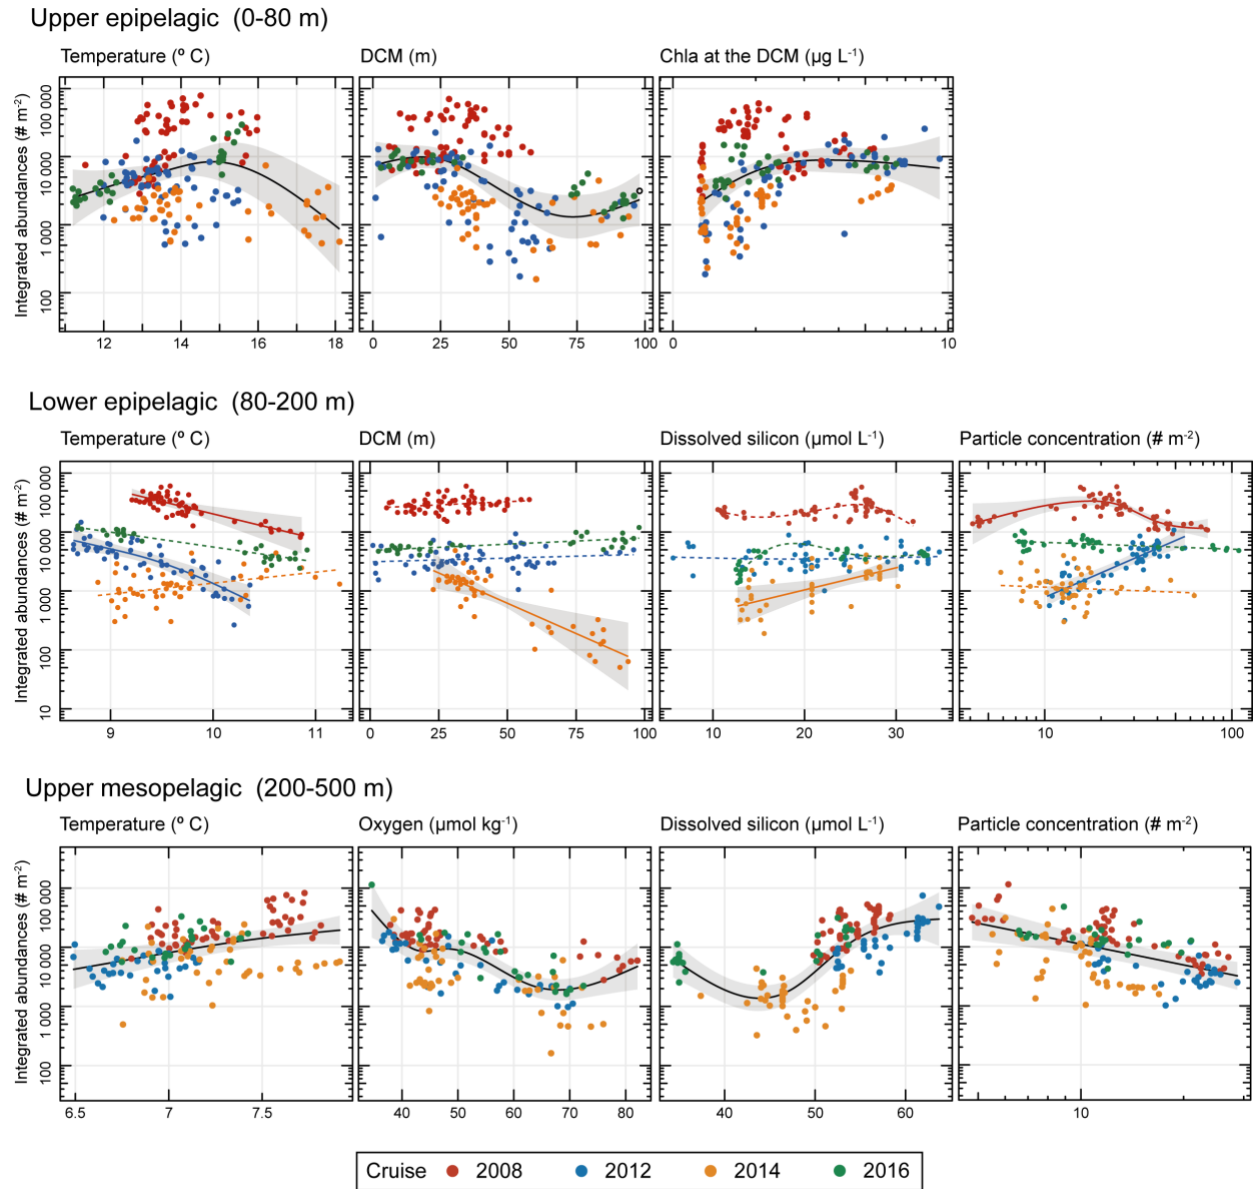 Upper epipelagic (0-80 m)
Temperature (º C)
DCM (m)
Chla at the DCM (µg L⁻¹)
Integrated abundances (# m⁻²)
100 000
10 000
1 000
100
12 14 16 18
0 25 50 75 100
0 10
Lower epipelagic (80-200 m)
Temperature (º C)
DCM (m)
Dissolved silicon (µmol L⁻¹)
Particle concentration (# m⁻²)
Integrated abundances (# m⁻²)
100 000
10 000
1 000
100
10
9 10 11
0 25 50 75 100
10 20 30
10 100
Upper mesopelagic (200-500 m)
Temperature (º C)
Oxygen (µmol kg⁻¹)
Dissolved silicon (µmol L⁻¹)
Particle concentration (# m⁻²)
Integrated abundances (# m⁻²)
100 000
10 000
1 000
100
6.5 7 7.5
40 50 60 70 80
40 50 60
10
Cruise 2008 2012 2014 2016